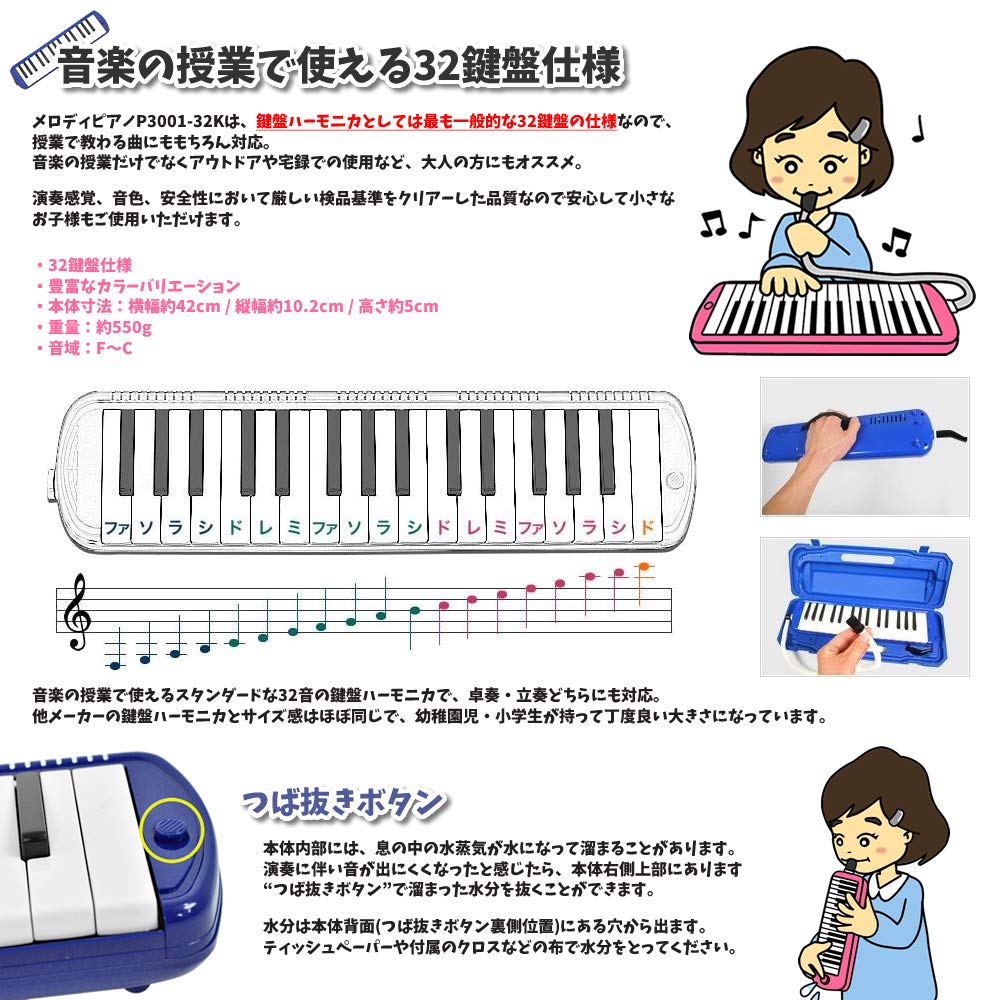 音楽の授業で使える32鍵盤仕様
メロディピアノP3001-32Kは、鍵盤ハーモニカとしては最も一般的な32鍵盤の仕様なので、
授業で教わる曲にももちろん対応。
音楽の授業だけでなくアウトドアや宅録での使用など、大人の方にもオススメ。
演奏感覚、音色、安全性において厳しい検品基準をクリアーした品質なので安心して小さな
お子様もご使用いただけます。
・32鍵盤仕様
・豊富なカラーバリエーション
・本体寸法：横幅約42cm / 縦幅約10.2cm / 高さ約5cm
・重量：約550g
・音域：F～C
ファ ソ ラ シ ド レ ミ ファ ソ ラ シ ド レ ミ ファ ソ ラ シ ド
音楽の授業で使えるスタンダードな32音の鍵盤ハーモニカで、卓奏・立奏どちらにも対応。
他メーカーの鍵盤ハーモニカとサイズ感はほぼ同じで、幼稚園児・小学生が持って丁度良い大きさになっています。
つば抜きボタン
本体内部には、息の中の水蒸気が水になって溜まることがあります。
演奏に伴い音が出にくくなったと感じたら、本体右側上部にあります
“つば抜きボタン”で溜まった水分を抜くことができます。
水分は本体背面(つば抜きボタン裏側位置)にある穴から出ます。
ティッシュペーパーや付属のクロスなどの布で水分をとってください。